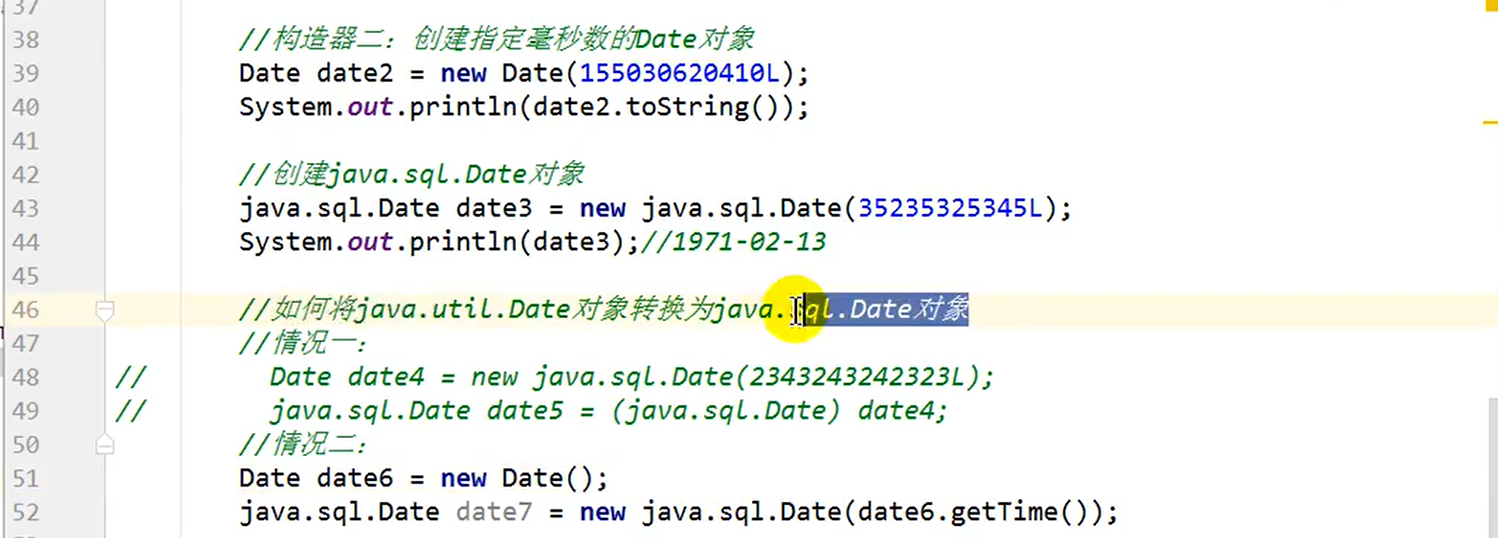 37
38 //构造器二：创建指定毫秒数的Date对象
39 Date date2 = new Date(155030620410L);
40 System.out.println(date2.toString());
41
42 //创建java.sql.Date对象
43 java.sql.Date date3 = new java.sql.Date(35235325345L);
44 System.out.println(date3);//1971-02-13
45
46 //如何将java.util.Date对象转换为java.sql.Date对象
47 //情况一：
48 // Date date4 = new java.sql.Date(2343243242323L);
49 // java.sql.Date date5 = (java.sql.Date) date4;
50 //情况二：
51 Date date6 = new Date();
52 java.sql.Date date7 = new java.sql.Date(date6.getTime());